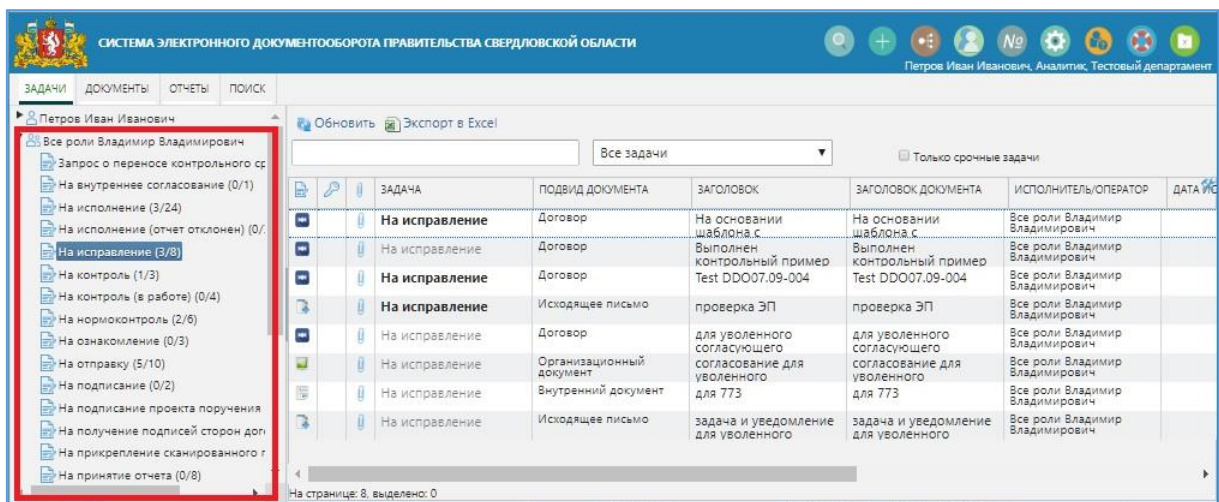 СИСТЕМА ЭЛЕКТРОННОГО ДОКУМЕНТООБОРОТА ПРАВИТЕЛЬСТВА СВЕРДЛОВСКОЙ ОБЛАСТИ
№
Петров Иван Иванович, Аналитик, Тестовый департамент
ЗАДАЧИ ДОКУМЕНТЫ ОТЧЕТЫ ПОИСК
Петров Иван Иванович
Все роли Владимир Владимирович
Запрос о переносе контрольного ср
На внутреннее согласование (0/1)
На исполнение (3/24)
На исполнение (отчет отклонен) (0/
На исправление (3/8)
На контроль (1/3)
На контроль (в работе) (0/4)
На нормоконтроль (2/6)
На ознакомление (0/3)
На отправку (5/10)
На подписание (0/2)
На подписание проекта поручения
На получение подписей сторон дого
На прикрепление сканированного
На принятие отчета (0/8)
Обновить Экспорт в Excel
Все задачи Только срочные задачи
ЗАДАЧА ПОДВИД ДОКУМЕНТА ЗАГОЛОВОК ЗАГОЛОВОК ДОКУМЕНТА ИСПОЛНИТЕЛЬ/ОПЕРАТОР ДАТА
На исправление Договор На основании шаблона с На основании шаблона с Все роли Владимир Владимирович
На исправление Договор Выполнен контрольный пример Выполнен контрольный пример Все роли Владимир Владимирович
На исправление Договор Test DDO07.09-004 Test DDO07.09-004 Все роли Владимир Владимирович
На исправление Исходящее письмо проверка ЭП проверка ЭП Все роли Владимир Владимирович
На исправление Договор для уволенного согласующего для уволенного согласующего Все роли Владимир Владимирович
На исправление Организационный документ согласование для уволенного согласование для уволенного Все роли Владимир Владимирович
На исправление Внутренний документ для 773 для 773 Все роли Владимир Владимирович
На исправление Исходящее письмо задача и уведомление для уволенного задача и уведомление для уволенного Все роли Владимир Владимирович
На странице: 8, выделено: 0